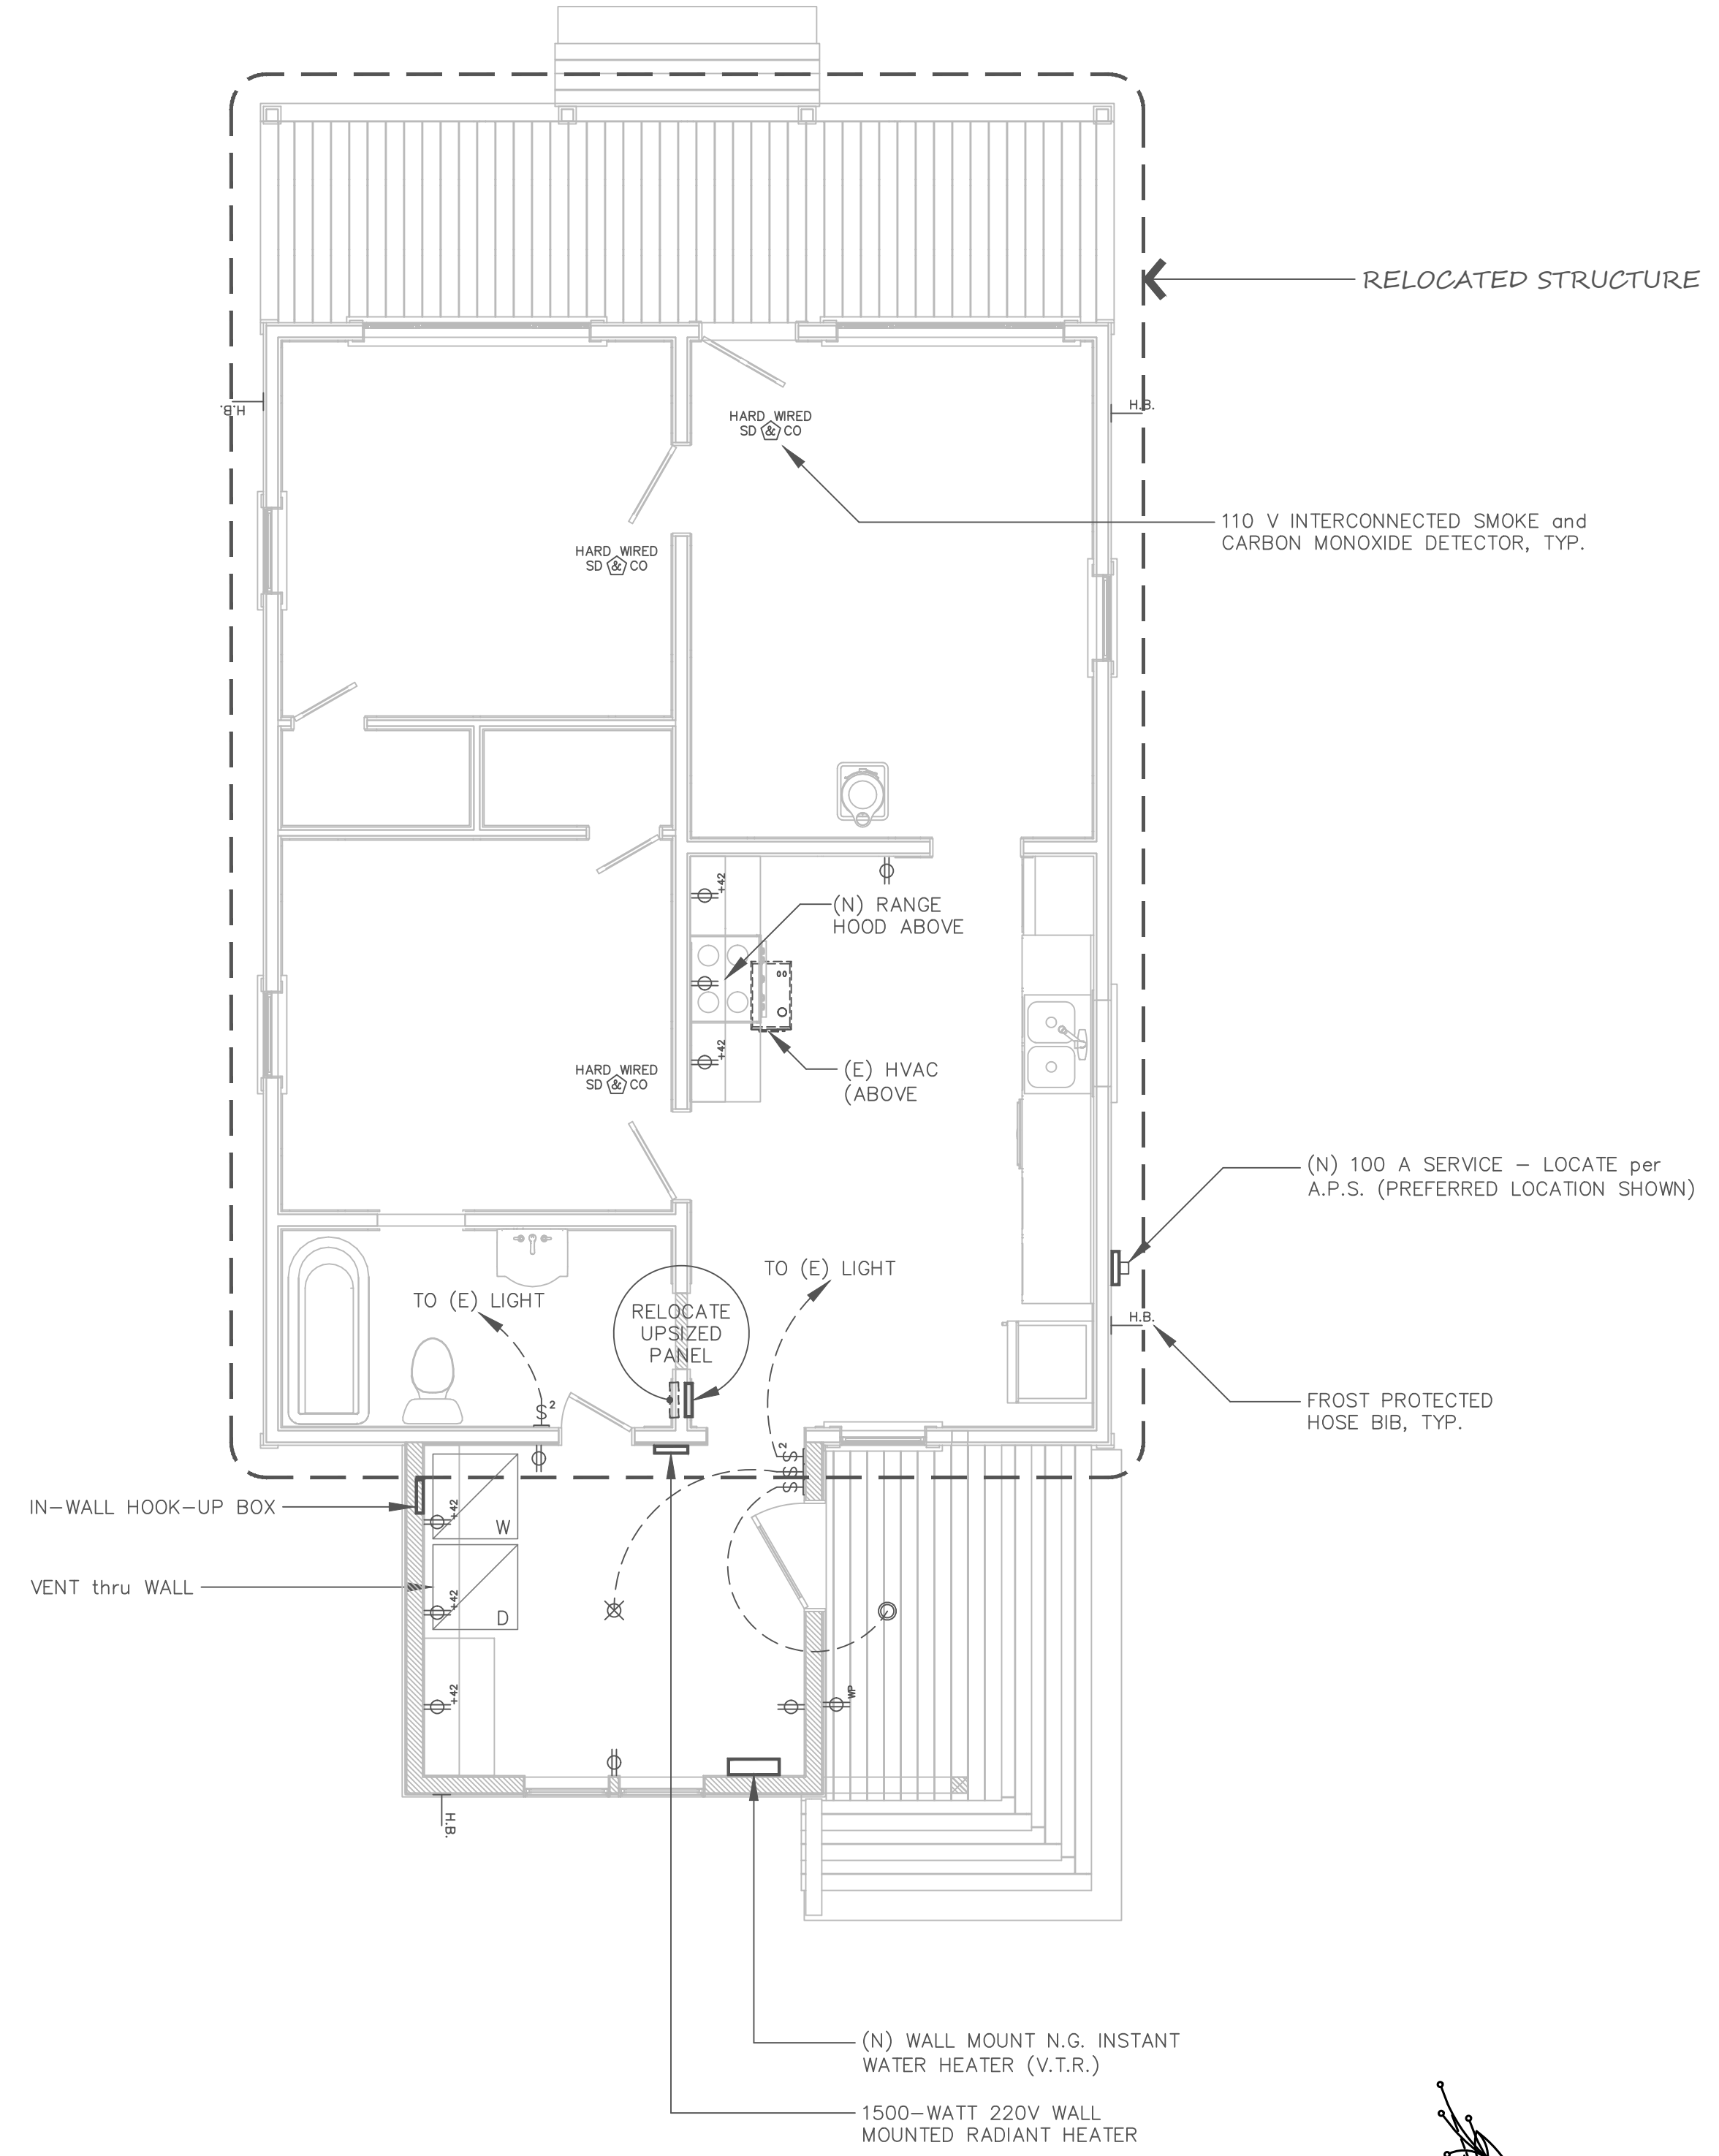 RELOCATED STRUCTURE
H.B.
H.B.
HARD WIRED
SD & CO
110 V INTERCONNECTED SMOKE and
CARBON MONOXIDE DETECTOR, TYP.
HARD WIRED
SD & CO
+42
(N) RANGE
HOOD ABOVE
+42
(E) HVAC
(ABOVE
HARD WIRED
SD & CO
(N) 100 A SERVICE – LOCATE per
A.P.S. (PREFERRED LOCATION SHOWN)
TO (E) LIGHT
TO (E) LIGHT
RELOCATE
UPSIZED
PANEL
H.B.
FROST PROTECTED
HOSE BIB, TYP.
S2
S2
S
S
IN-WALL HOOK-UP BOX
+42
W
VENT thru WALL
+42
D
+42
WP
H.B.
(N) WALL MOUNT N.G. INSTANT
WATER HEATER (V.T.R.)
1500-WATT 220V WALL
MOUNTED RADIANT HEATER